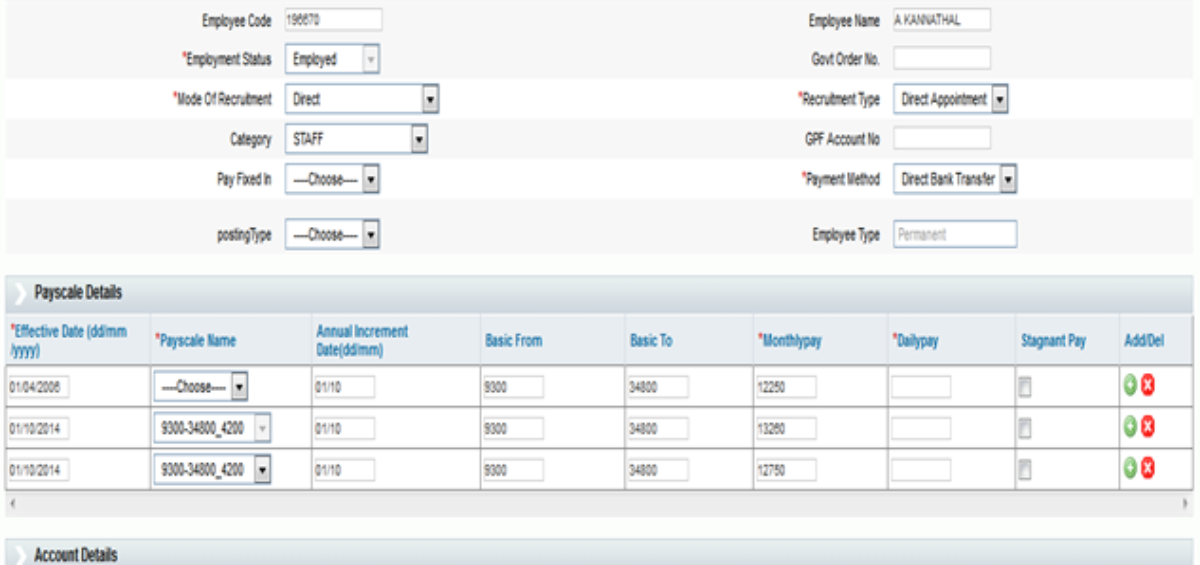 Employee Code 196670 Employee Name A KANNATHAL
*Employment Status Employed Govt Order No.
*Mode Of Recruitment Direct *Recruitment Type Direct Appointment
Category STAFF GPF Account No
Pay Fixed In ----Choose---- *Payment Method Direct Bank Transfer
postingType ----Choose---- Employee Type Permanent
Payscale Details
*Effective Date (dd/mm/yyyy) *Payscale Name Annual Increment Date(dd/mm) Basic From Basic To *Monthlypay *Dailypay Stagnant Pay Add/Del
01/04/2006 ----Choose---- 01/10 9300 34800 12250
01/10/2014 9300-34800_4200 01/10 9300 34800 13260
01/10/2014 9300-34800_4200 01/10 9300 34800 12750
Account Details